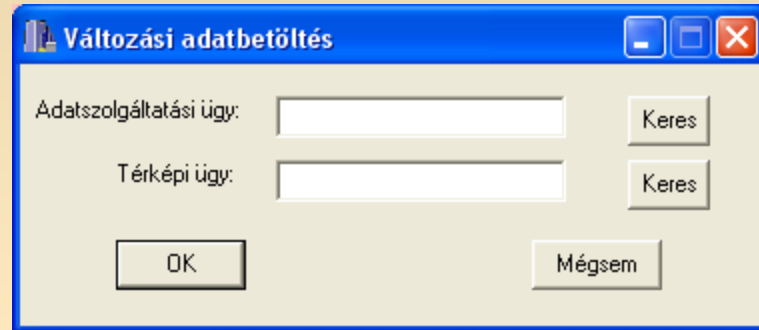 Változási adatbetöltés
Adatszolgáltatási ügy: Keres
Térképi ügy: Keres
OK Mégsem